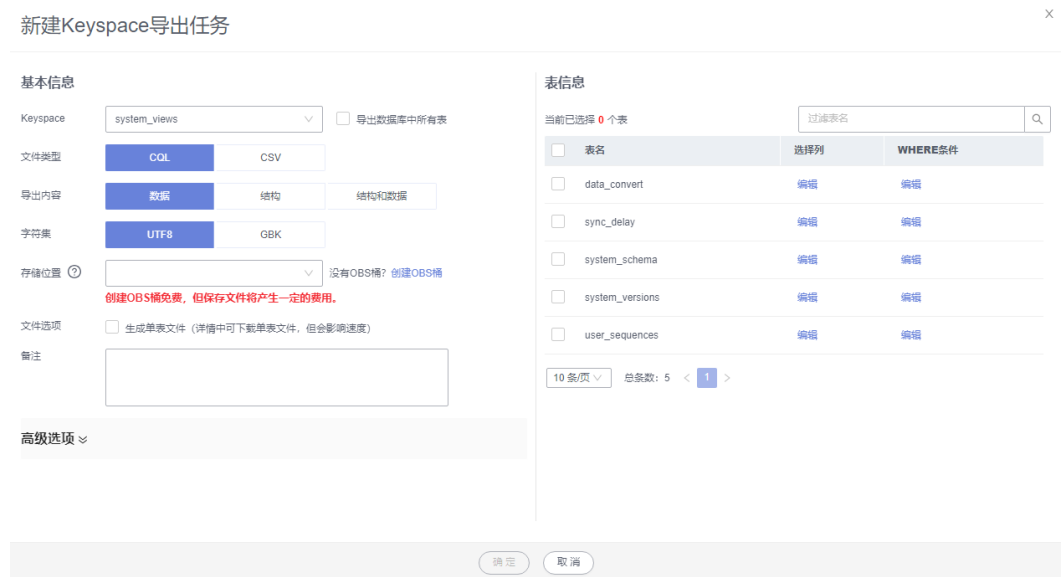 新建Keyspace导出任务
基本信息
Keyspace system_views 导出数据库中所有表
文件类型 CQL CSV
导出内容 数据 结构 结构和数据
字符集 UTF8 GBK
存储位置 ? 没有OBS桶? 创建OBS桶
创建OBS桶免费，但保存文件将产生一定的费用。
文件选项 生成单表文件（详情中可下载单表文件，但会影响速度）
备注
高级选项
表信息
当前已选择 0 个表 过滤表名
表名 选择列 WHERE条件
data_convert 编辑 编辑
sync_delay 编辑 编辑
system_schema 编辑 编辑
system_versions 编辑 编辑
user_sequences 编辑 编辑
10 条/页 总条数: 5 < 1 >
确定 取消